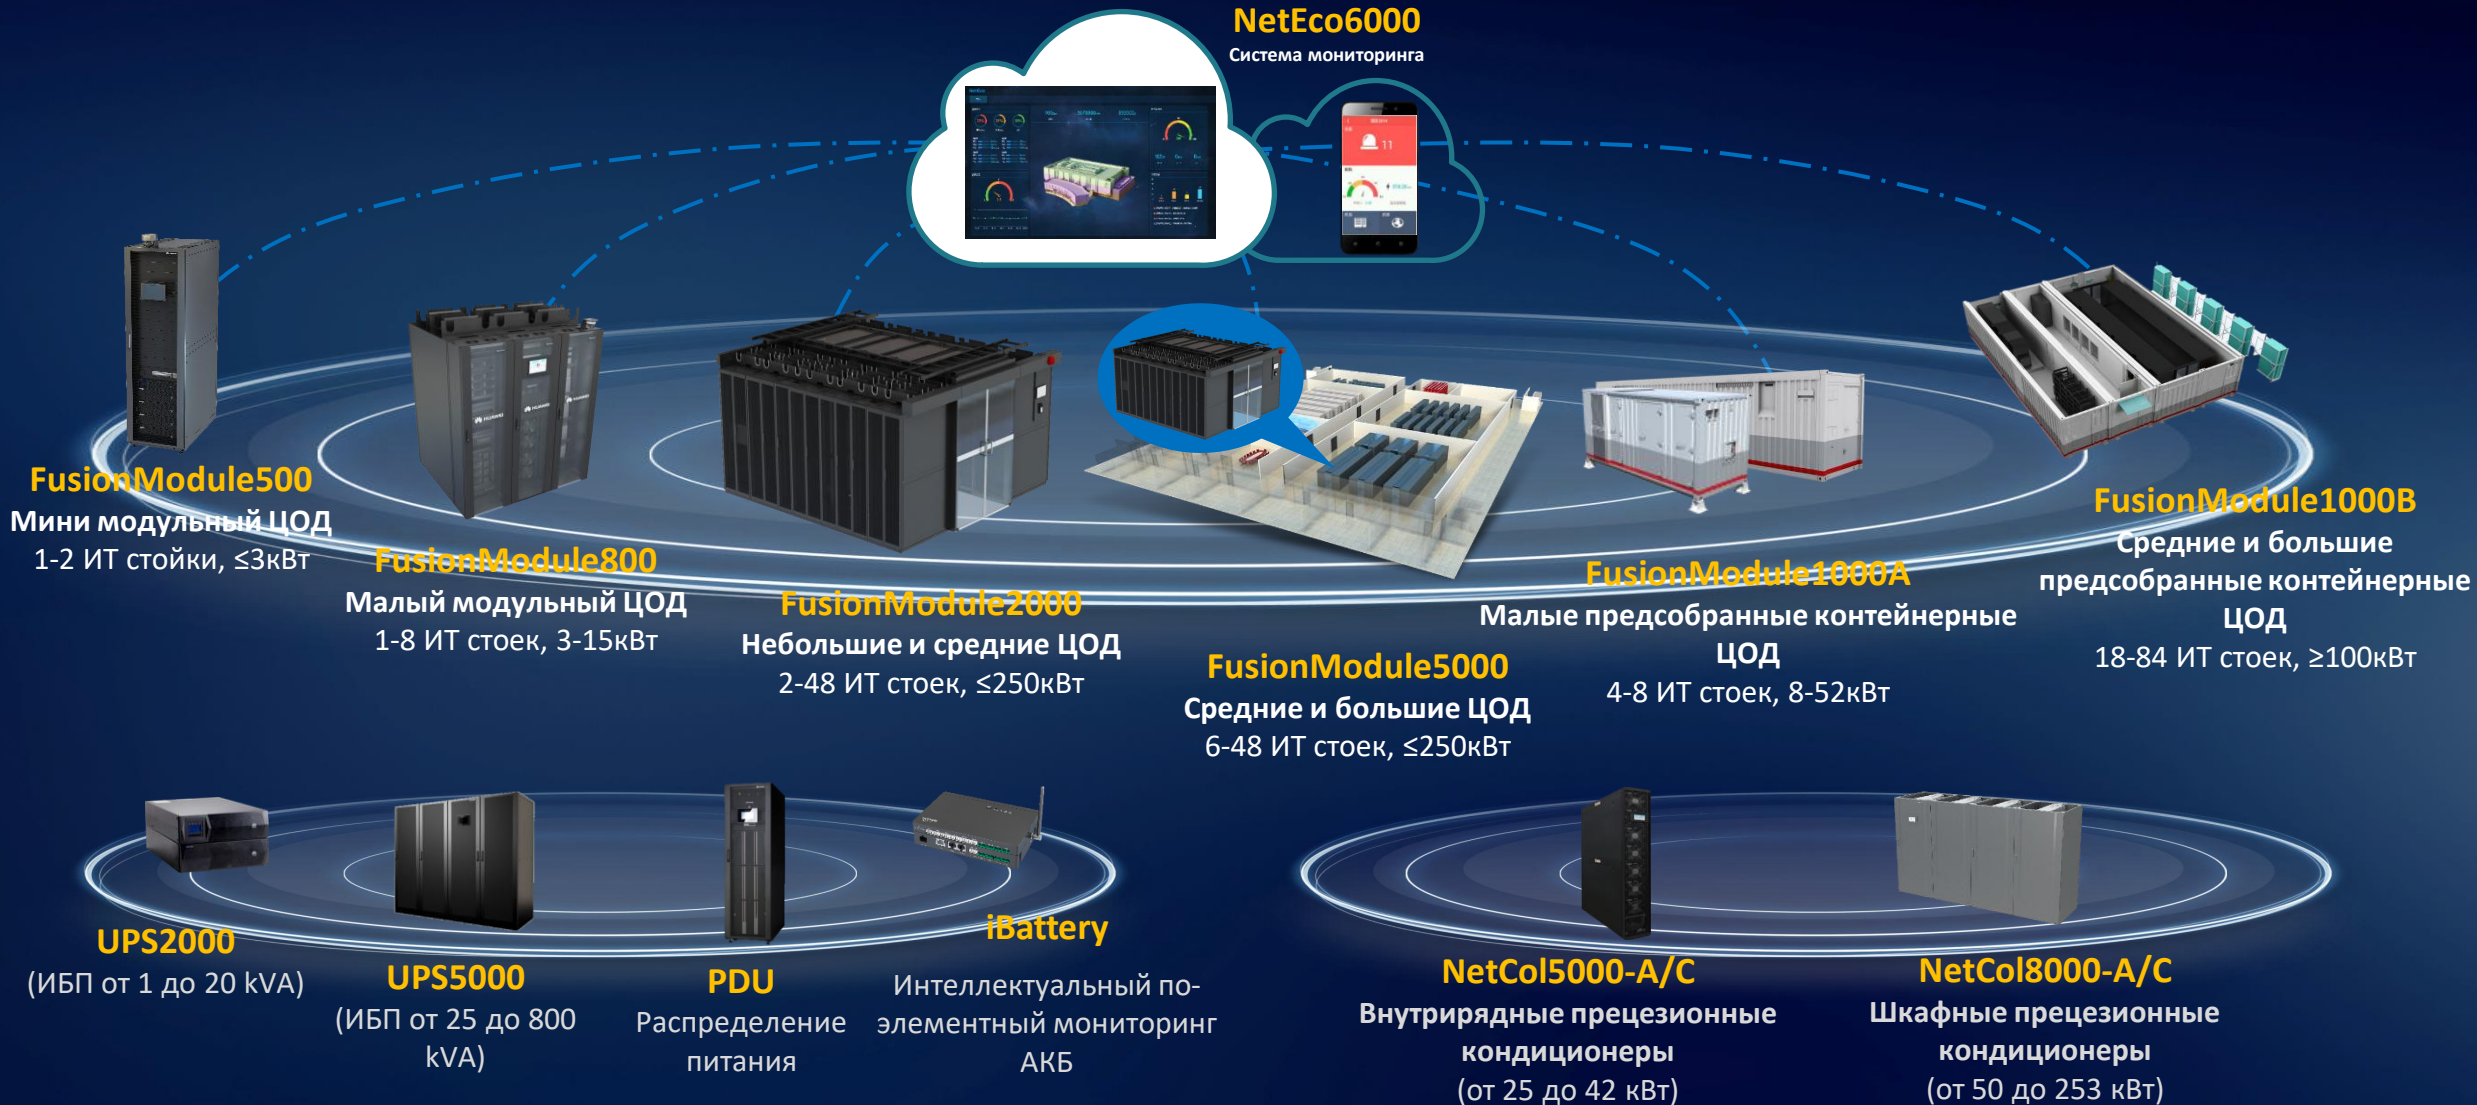 NetEco6000
Система мониторинга
11
HUAWEI
FusionModule500
Мини модульный ЦОД
1-2 ИТ стойки, ≤3кВт
FusionModule800
Малый модульный ЦОД
1-8 ИТ стоек, 3-15кВт
FusionModule2000
Небольшие и средние ЦОД
2-48 ИТ стоек, ≤250кВт
FusionModule5000
Средние и большие ЦОД
6-48 ИТ стоек, ≤250кВт
FusionModule1000A
Малые предсобранные контейнерные
ЦОД
4-8 ИТ стоек, 8-52кВт
FusionModule1000B
Средние и большие
предсобранные контейнерные
ЦОД
18-84 ИТ стоек, ≥100кВт
UPS2000
(ИБП от 1 до 20 kVA)
UPS5000
(ИБП от 25 до 800
kVA)
PDU
Распределение
питания
iBattery
Интеллектуальный по-
элементный мониторинг
АКБ
NetCol5000-A/C
Внутрирядные прецезионные
кондиционеры
(от 25 до 42 кВт)
NetCol8000-A/C
Шкафные прецезионные
кондиционеры
(от 50 до 253 кВт)